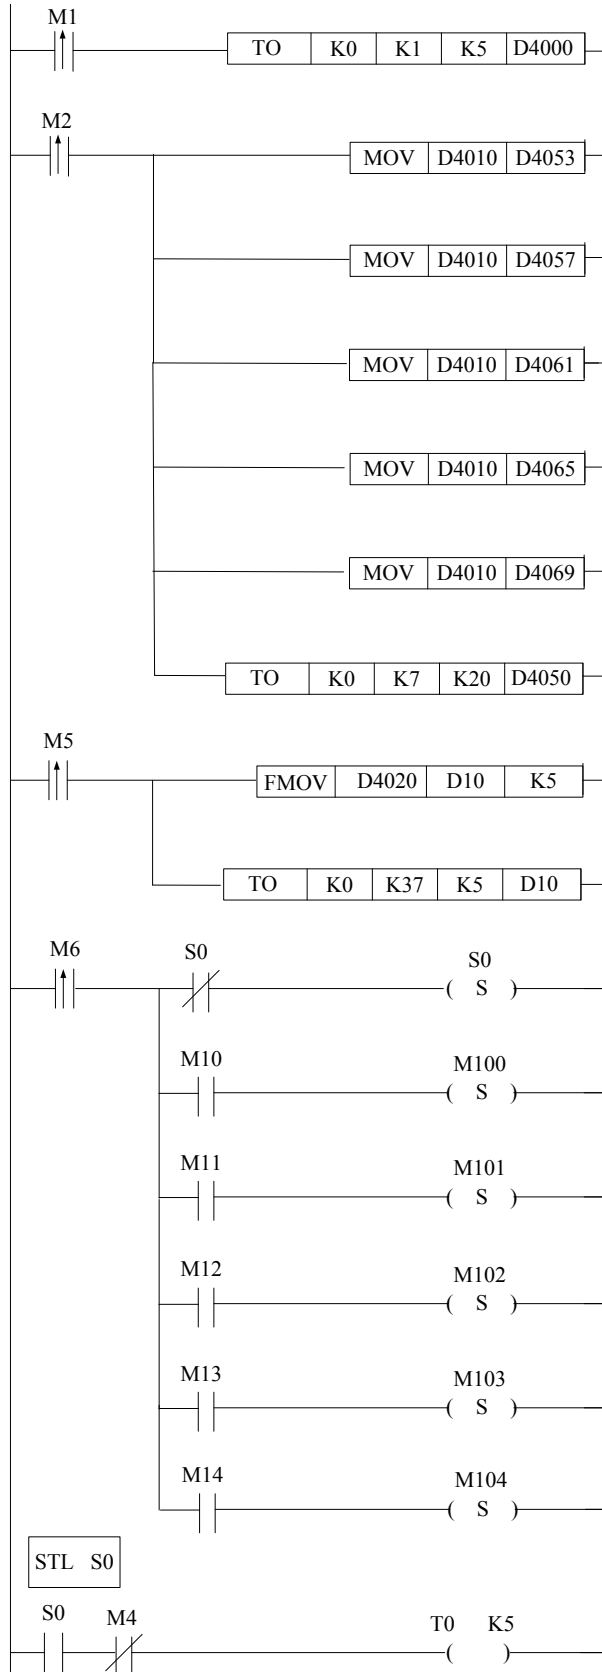 M1
TO K0 K1 K5 D4000
M2
MOV D4010 D4053
MOV D4010 D4057
MOV D4010 D4061
MOV D4010 D4065
MOV D4010 D4069
TO K0 K7 K20 D4050
M5
FMOV D4020 D10 K5
TO K0 K37 K5 D10
M6 S0 S0
( S )
M10 M100
( S )
M11 M101
( S )
M12 M102
( S )
M13 M103
( S )
M14 M104
( S )
STL S0
S0 M4 T0 K5
( )